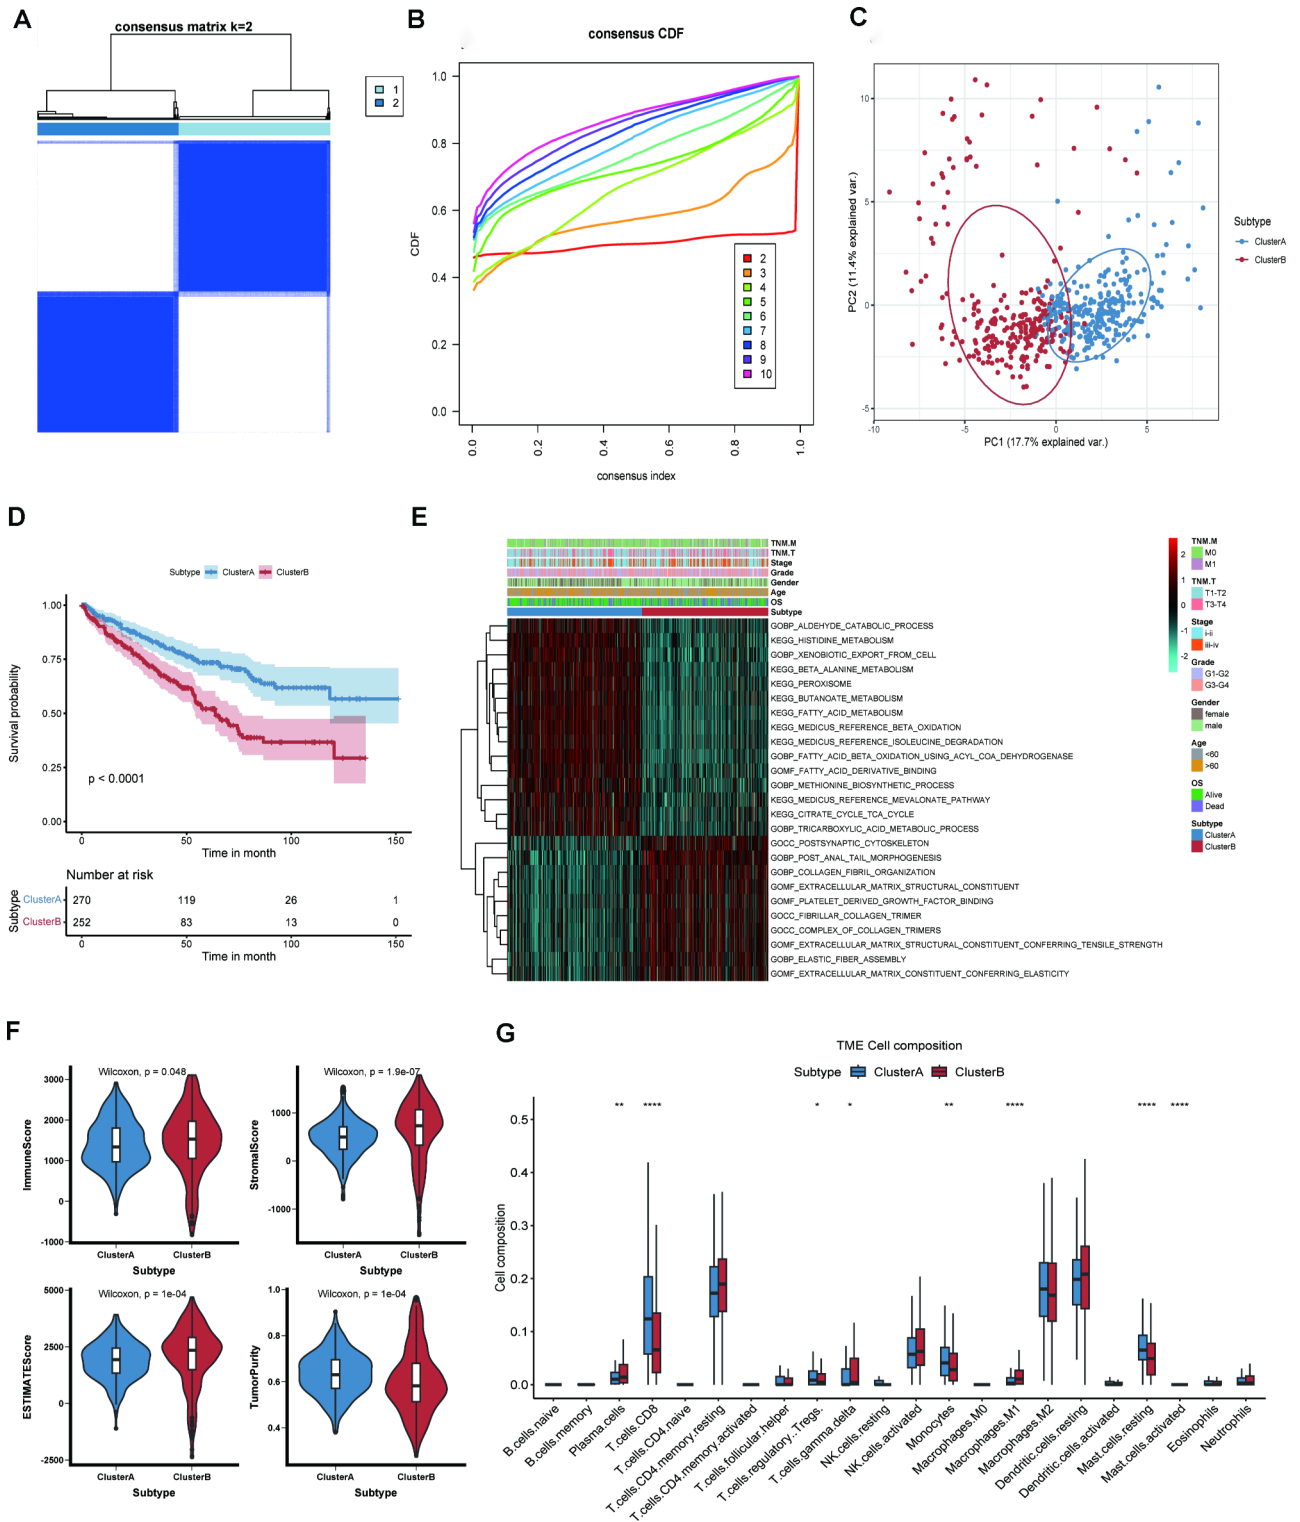 A
consensus matrix k=2
1
2
B
consensus CDF
1.0
0.8
0.6
0.4
0.2
0.0
CDF
2
3
4
5
6
7
8
9
10
0.0
0.2
0.4
0.6
0.8
1.0
consensus index
C
10
5
0
-5
PC2 (11.4% explained var.)
-10
-5
0
5
PC1 (17.7% explained var.)
Subtype
ClusterA
ClusterB
D
Subtype ClusterA ClusterB
1.00
0.75
0.50
0.25
0.00
Survival probability
p < 0.0001
0 50 100 150
Time in month
Number at risk
Subtype
ClusterA 270 119 26 1
ClusterB 252 83 13 0
0 50 100 150
Time in month
E
TNM.M
TNM.T
Stage
Grade
Gender
Age
OS
Subtype
GOBP_ALDEHYDE_CATABOLIC_PROCESS
KEGG_HISTIDINE_METABOLISM
GOBP_XENOBIOTIC_EXPORT_FROM_CELL
KEGG_BETA_ALANINE_METABOLISM
KEGG_PEROXISOME
KEGG_BUTANOATE_METABOLISM
KEGG_FATTY_ACID_METABOLISM
KEGG_MEDICUS_REFERENCE_BETA_OXIDATION
KEGG_MEDICUS_REFERENCE_ISOLEUCINE_DEGRADATION
GOBP_FATTY_ACID_BETA_OXIDATION_USING_ACYL_COA_DEHYDROGENASE
GOMF_FATTY_ACID_DERIVATIVE_BINDING
GOBP_METHIONINE_BIOSYNTHETIC_PROCESS
KEGG_MEDICUS_REFERENCE_MEVALONATE_PATHWAY
KEGG_CITRATE_CYCLE_TCA_CYCLE
GOBP_TRICARBOXYLIC_ACID_METABOLIC_PROCESS
GOCC_POSTSYNAPTIC_CYTOSKELETON
GOBP_POST_ANAL_TAIL_MORPHOGENESIS
GOBP_COLLAGEN_FIBRIL_ORGANIZATION
GOMF_EXTRACELLULAR_MATRIX_STRUCTURAL_CONSTITUENT
GOMF_PLATELET_DERIVED_GROWTH_FACTOR_BINDING
GOCC_FIBRILLAR_COLLAGEN_TRIMER
GOCC_COMPLEX_OF_COLLAGEN_TRIMERS
GOMF_EXTRACELLULAR_MATRIX_STRUCTURAL_CONSTITUENT_CONFERRING_TENSILE_STRENGTH
GOBP_ELASTIC_FIBER_ASSEMBLY
GOMF_EXTRACELLULAR_MATRIX_CONSTITUENT_CONFERRING_ELASTICITY
2
1
0
-1
-2
TNM.M
M0
M1
TNM.T
T1-T2
T3-T4
Stage
i-ii
iii-iv
Grade
G1-G2
G3-G4
Gender
female
male
Age
<60
>60
OS
Alive
Dead
Subtype
ClusterA
ClusterB
F
Wilcoxon, p = 0.048
3000
2000
1000
0
-1000
ImmuneScore
ClusterA ClusterB
Subtype
Wilcoxon, p = 1.9e-07
1000
0
-1000
StromalScore
ClusterA ClusterB
Subtype
Wilcoxon, p = 1e-04
5000
2500
0
-2500
ESTIMATEScore
ClusterA ClusterB
Subtype
Wilcoxon, p = 1e-04
1.0
0.8
0.6
0.4
TumorPurity
ClusterA ClusterB
Subtype
G
TME Cell composition
Subtype ClusterA ClusterB
** **** * * ** **** **** ****
0.5
0.4
0.3
0.2
0.1
0.0
Cell composition
B.cells.naive
B.cells.memory
Plasma.cells
T.cells.CD8
T.cells.CD4.naive
T.cells.CD4.memory.resting
T.cells.CD4.memory.activated
T.cells.follicular.helper
T.cells.regulatory..Tregs.
T.cells.gamma.delta
NK.cells.resting
NK.cells.activated
Monocytes
Macrophages.M0
Macrophages.M1
Macrophages.M2
Dendritic.cells.resting
Dendritic.cells.activated
Mast.cells.resting
Mast.cells.activated
Eosinophils
Neutrophils